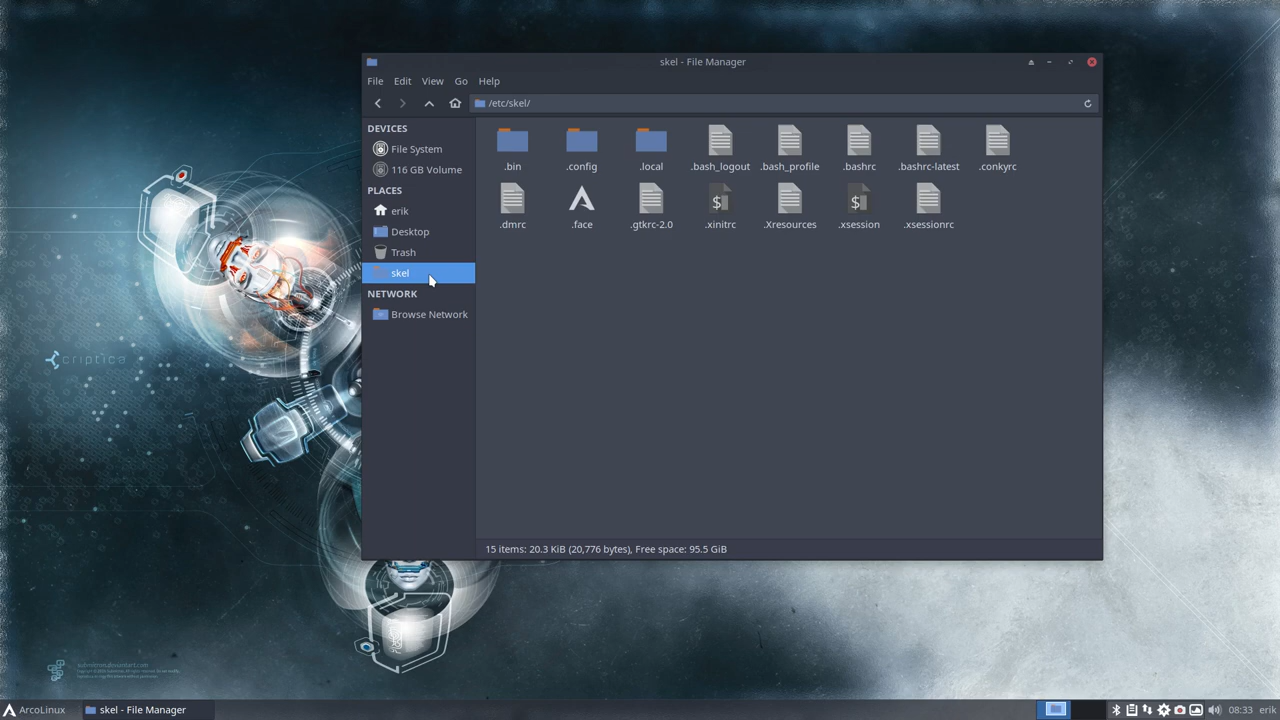 skel - File Manager
File Edit View Go Help
/etc/skel/
DEVICES
File System
116 GB Volume
PLACES
erik
Desktop
Trash
skel
NETWORK
Browse Network
.bin .config .local .bash_logout .bash_profile .bashrc .bashrc-latest .conkyrc
.dmrc .face .gtkrc-2.0 .xinitrc .Xresources .xsession .xsessionrc
15 items: 20.3 KiB (20,776 bytes), Free space: 95.5 GiB
criptica
ArcoLinux skel - File Manager 08:33 erik